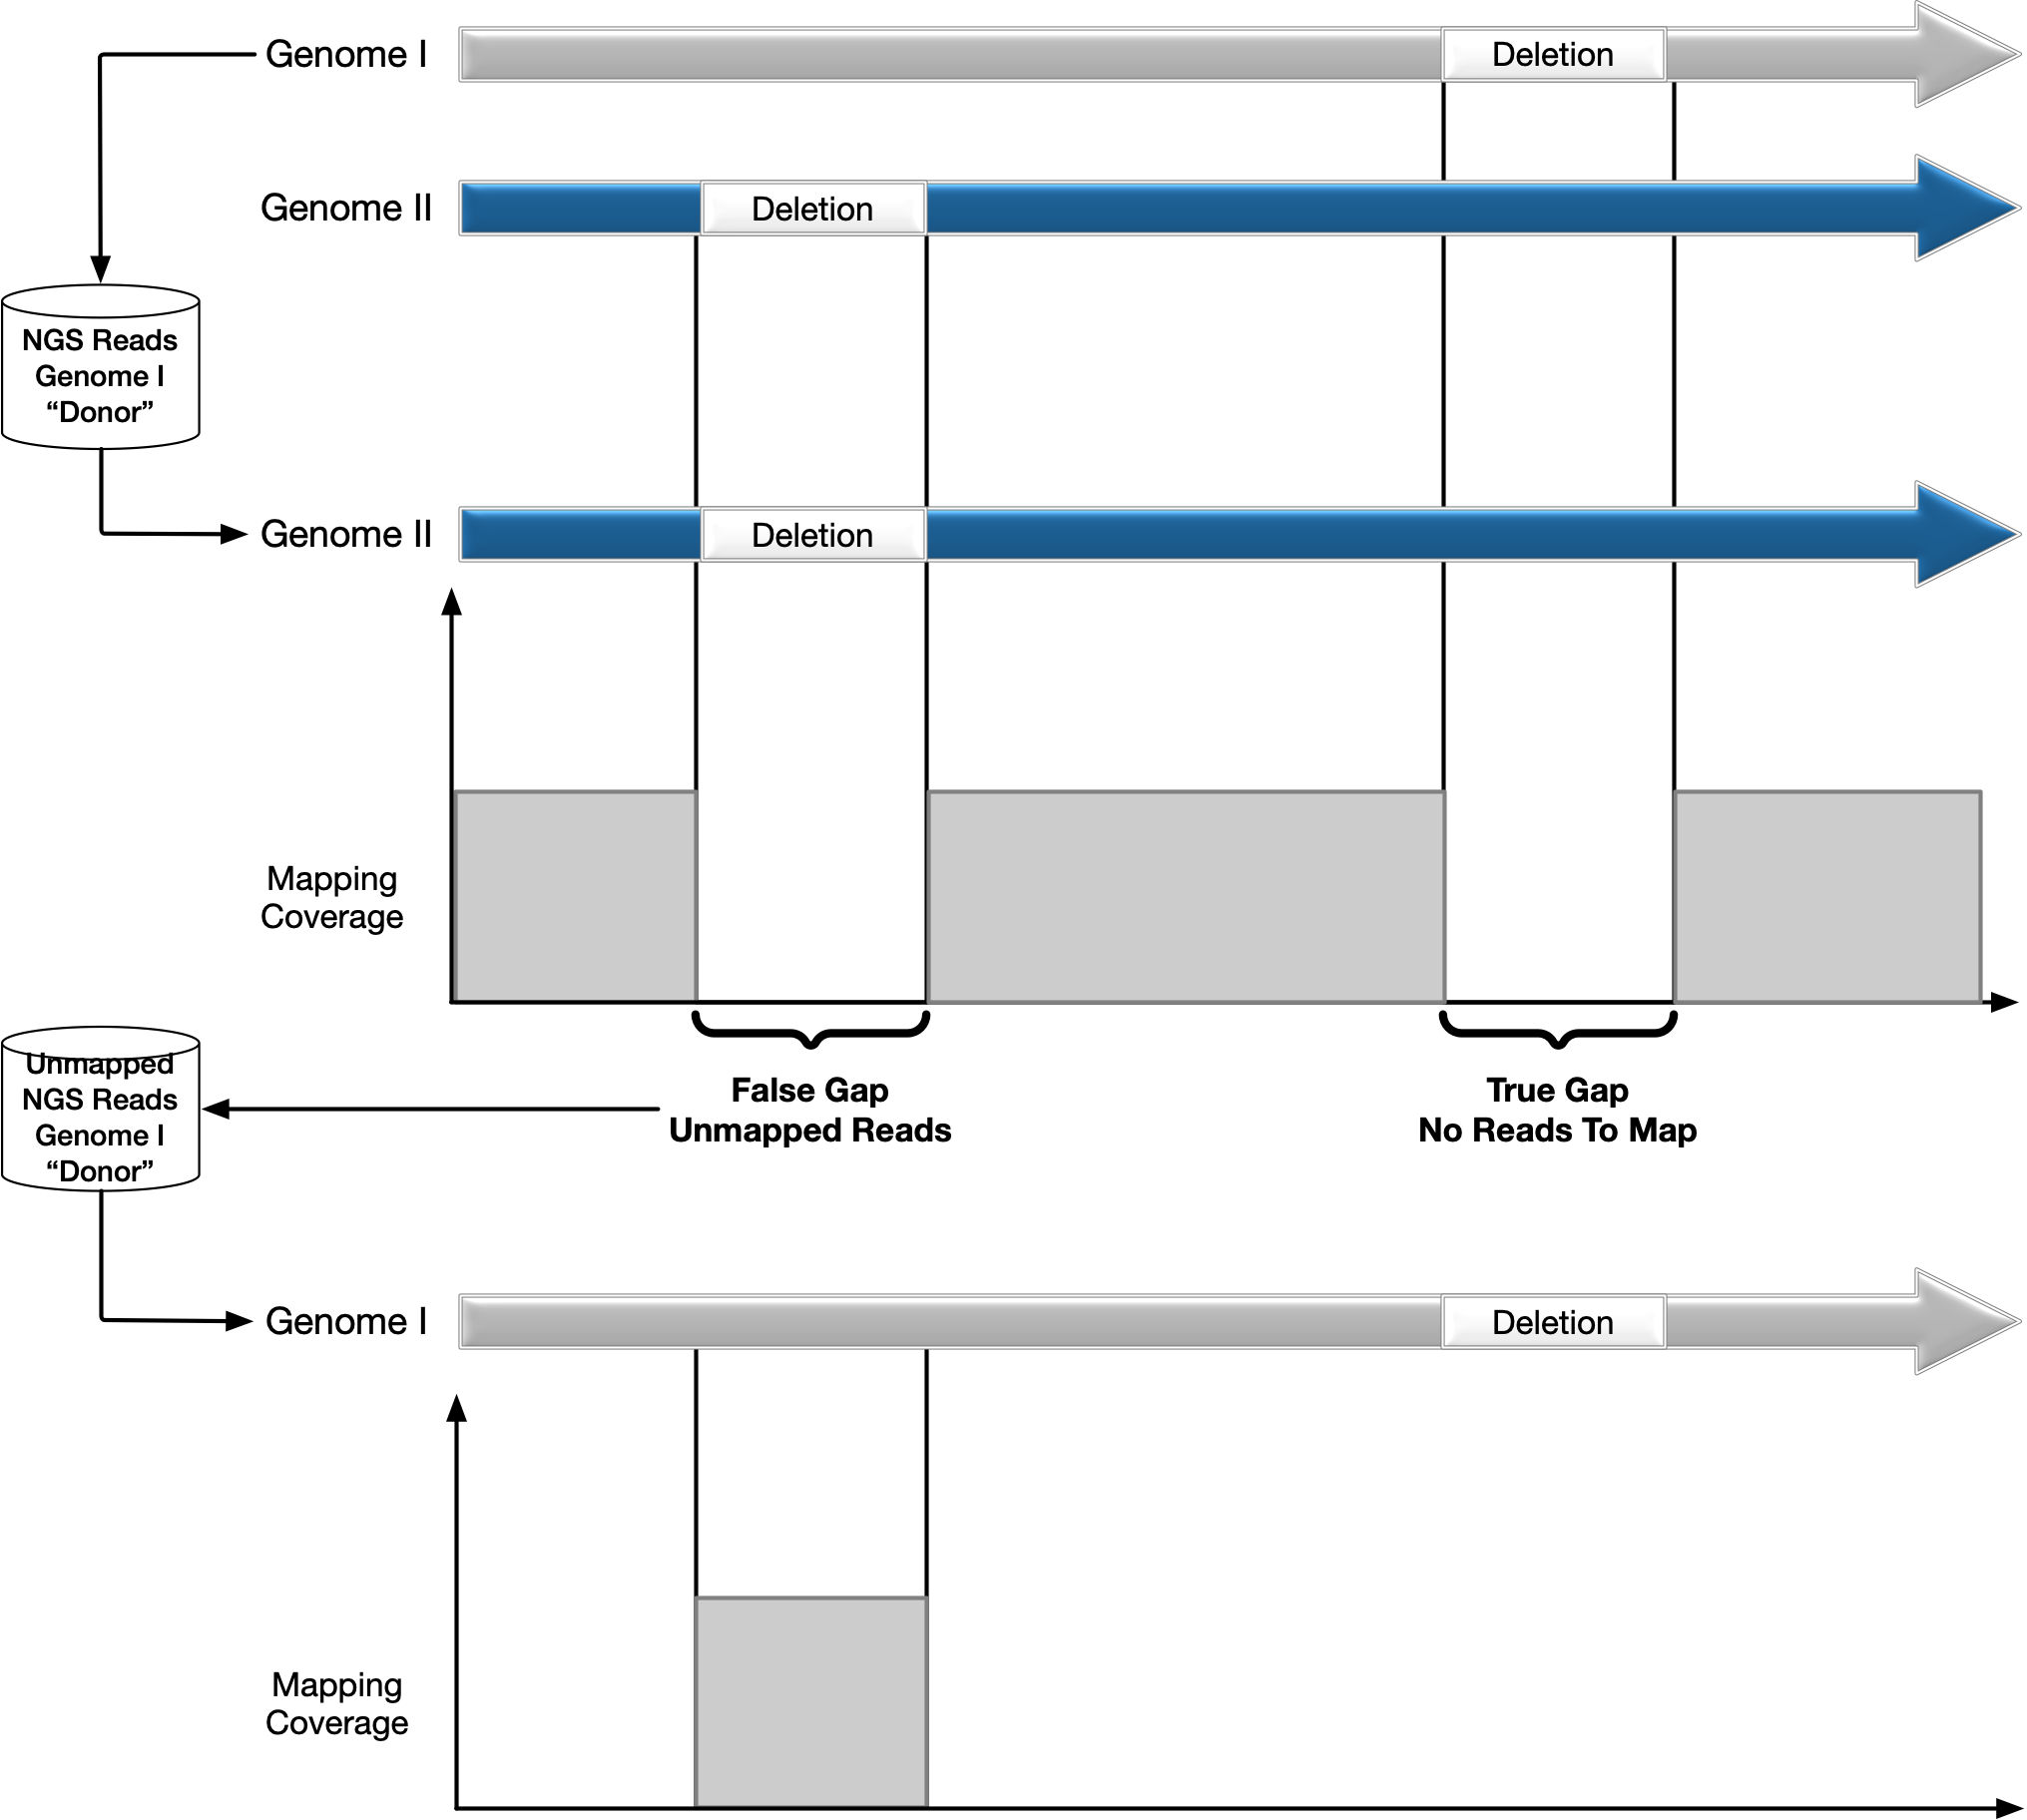 Genome I
Deletion
Genome II
Deletion
NGS Reads
Genome I
“Donor”
Genome II
Deletion
Mapping
Coverage
False Gap
Unmapped Reads
True Gap
No Reads To Map
Unmapped
NGS Reads
Genome I
“Donor”
Genome I
Deletion
Mapping
Coverage